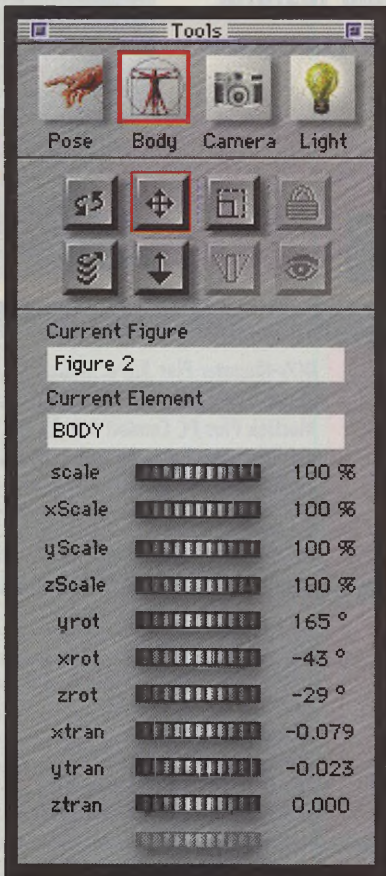 Tools
Pose Body Camera Light
Current Figure
Figure 2
Current Element
BODY
scale 100 %
xScale 100 %
yScale 100 %
zScale 100 %
yrot 165 °
xrot -43 °
zrot -29 °
xtran -0.079
ytran -0.023
ztran 0.000